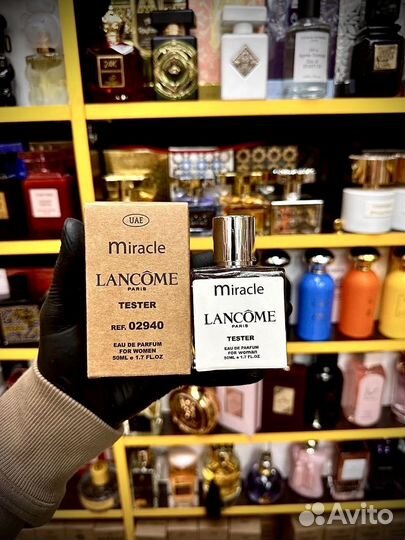 UAE
miracle
LANCÔME
PARIS
TESTER
REF. 02940
EAU DE PARFUM
FOR WOMEN
50ML e 1.7 FL.OZ
miracle
LANCÔME
PARIS
TESTER
EAU DE PARFUM
FOR woman
50ML e 1.7 FL.OZ
Avito